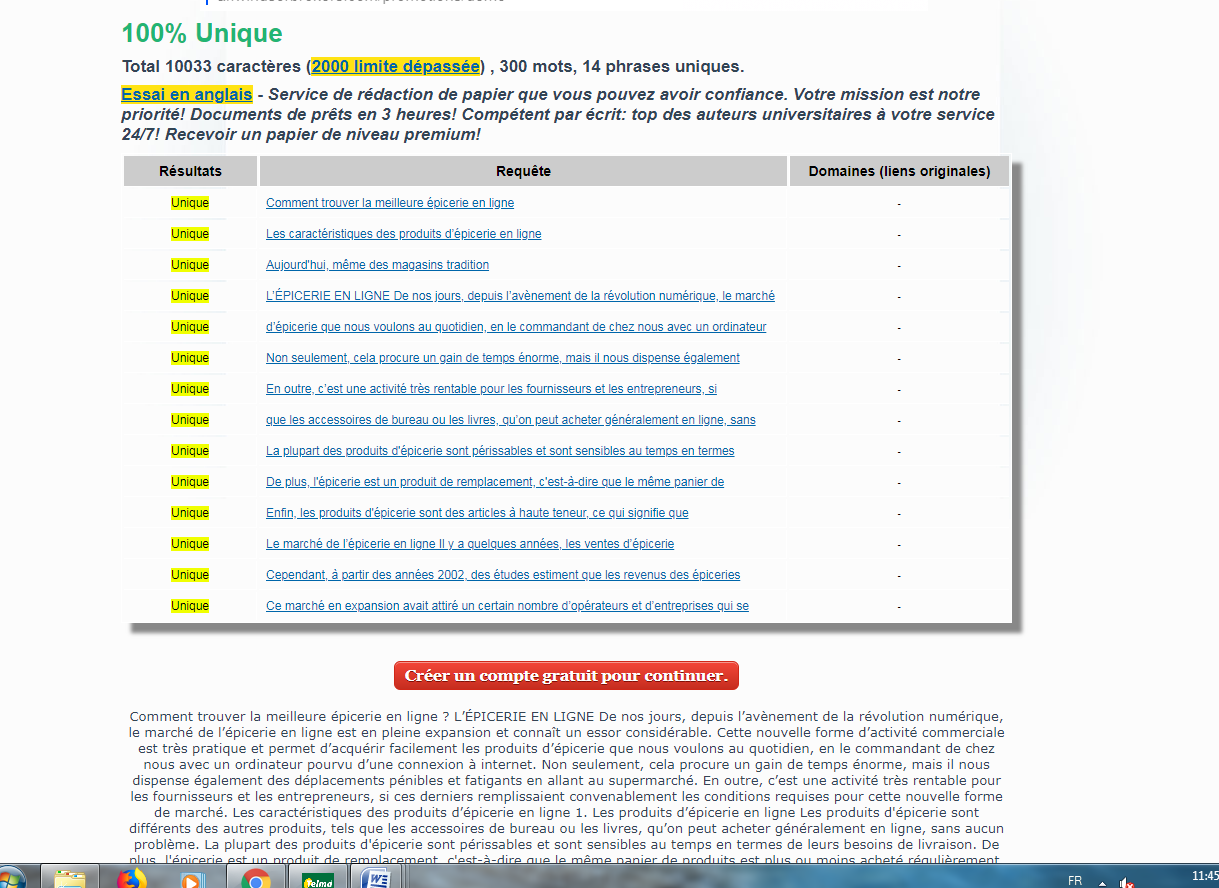 100% Unique
Total 10033 caractères (2000 limite dépassée) , 300 mots, 14 phrases uniques.
Essai en anglais - Service de rédaction de papier que vous pouvez avoir confiance. Votre mission est notre
priorité! Documents de prêts en 3 heures! Compétent par écrit: top des auteurs universitaires à votre service
24/7! Recevoir un papier de niveau premium!
Résultats Requête Domaines (liens originales)
Unique Comment trouver la meilleure épicerie en ligne -
Unique Les caractéristiques des produits d'épicerie en ligne -
Unique Aujourd'hui, même des magasins tradition -
Unique L'ÉPICERIE EN LIGNE De nos jours, depuis l'avènement de la révolution numérique, le marché -
Unique d'épicerie que nous voulons au quotidien, en le commandant de chez nous avec un ordinateur -
Unique Non seulement, cela procure un gain de temps énorme, mais il nous dispense également -
Unique En outre, c'est une activité très rentable pour les fournisseurs et les entrepreneurs, si -
Unique que les accessoires de bureau ou les livres, qu'on peut acheter généralement en ligne, sans -
Unique La plupart des produits d'épicerie sont périssables et sont sensibles au temps en termes -
Unique De plus, l'épicerie est un produit de remplacement, c'est-à-dire que le même panier de -
Unique Enfin, les produits d'épicerie sont des articles à haute teneur, ce qui signifie que -
Unique Le marché de l'épicerie en ligne Il y a quelques années, les ventes d'épicerie -
Unique Cependant, à partir des années 2002, des études estiment que les revenus des épiceries -
Unique Ce marché en expansion avait attiré un certain nombre d'opérateurs et d'entreprises qui se -
Créer un compte gratuit pour continuer.
Comment trouver la meilleure épicerie en ligne ? L'ÉPICERIE EN LIGNE De nos jours, depuis l'avènement de la révolution numérique,
le marché de l'épicerie en ligne est en pleine expansion et connaît un essor considérable. Cette nouvelle forme d'activité commerciale
est très pratique et permet d'acquérir facilement les produits d'épicerie que nous voulons au quotidien, en le commandant de chez
nous avec un ordinateur pourvu d'une connexion à internet. Non seulement, cela procure un gain de temps énorme, mais il nous
dispense également des déplacements pénibles et fatigants en allant au supermarché. En outre, c'est une activité très rentable pour
les fournisseurs et les entrepreneurs, si ces derniers remplissaient convenablement les conditions requises pour cette nouvelle forme
de marché. Les caractéristiques des produits d'épicerie en ligne 1. Les produits d'épicerie en ligne Les produits d'épicerie sont
différents des autres produits, tels que les accessoires de bureau ou les livres, qu'on peut acheter généralement en ligne, sans aucun
problème. La plupart des produits d'épicerie sont périssables et sont sensibles au temps en termes de leurs besoins de livraison. De
plus, l'épicerie est un produit de remplacement, c'est-à-dire que le même panier de produits est plus ou moins acheté régulièrement
telma
FR
11:45